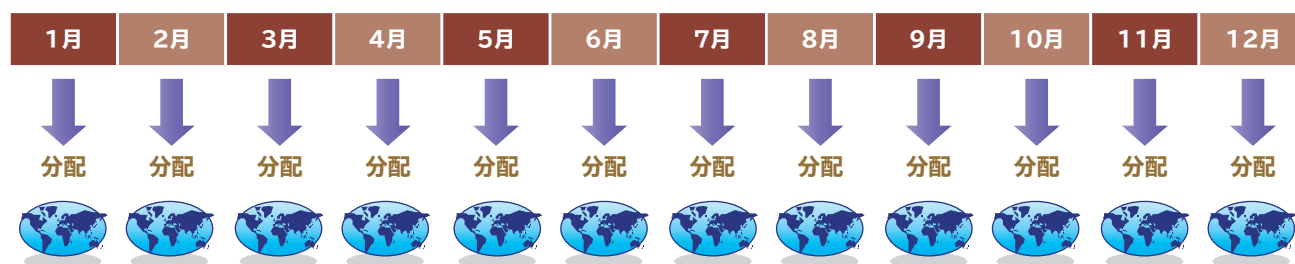 1月 2月 3月 4月 5月 6月 7月 8月 9月 10月 11月 12月
分配 分配 分配 分配 分配 分配 分配 分配 分配 分配 分配 分配